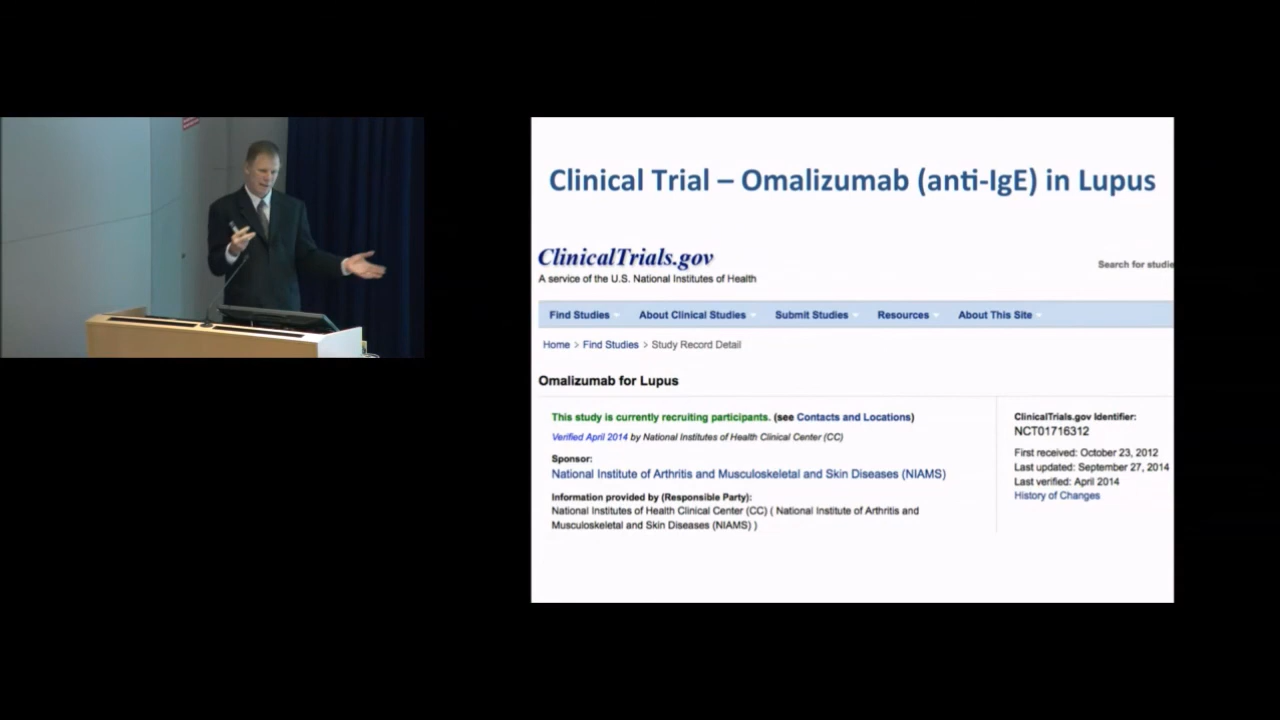 Clinical Trial – Omalizumab (anti-IgE) in Lupus
ClinicalTrials.gov
A service of the U.S. National Institutes of Health
Search for studie
Find Studies About Clinical Studies Submit Studies Resources About This Site
Home > Find Studies > Study Record Detail
Omalizumab for Lupus
This study is currently recruiting participants. (see Contacts and Locations)
Verified April 2014 by National Institutes of Health Clinical Center (CC)
Sponsor:
National Institute of Arthritis and Musculoskeletal and Skin Diseases (NIAMS)
Information provided by (Responsible Party):
National Institutes of Health Clinical Center (CC) ( National Institute of Arthritis and
Musculoskeletal and Skin Diseases (NIAMS) )
ClinicalTrials.gov Identifier:
NCT01716312
First received: October 23, 2012
Last updated: September 27, 2014
Last verified: April 2014
History of Changes